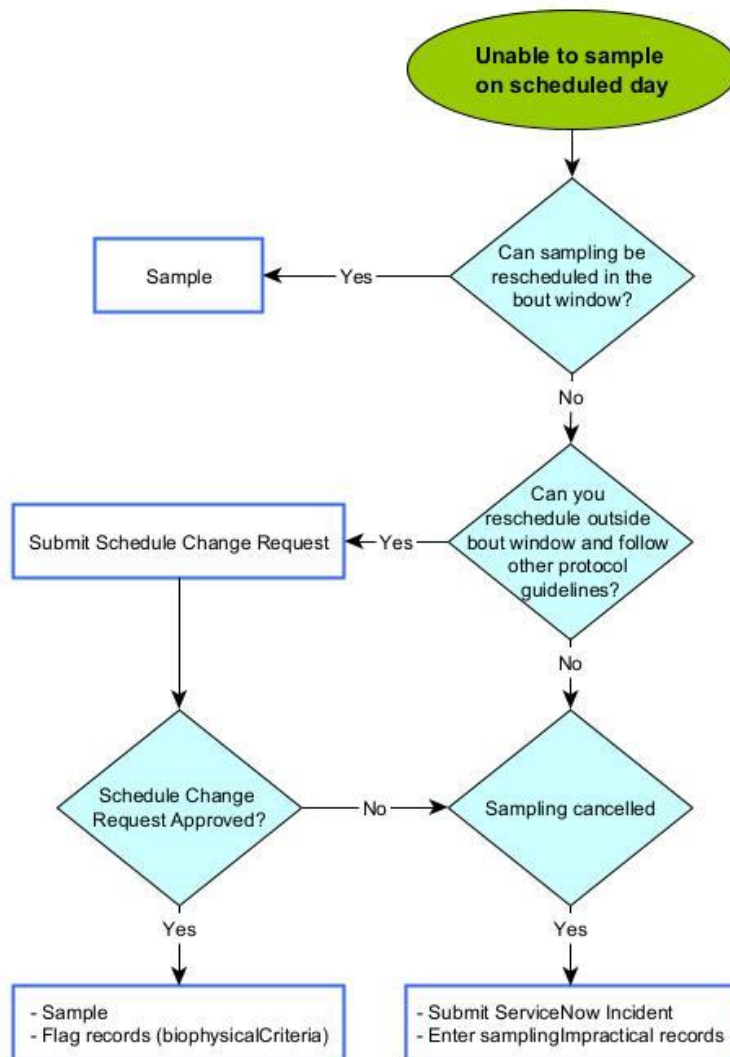 Unable to sample
on scheduled day
Can sampling be
rescheduled in the
bout window?
Yes
Sample
No
Can you
reschedule outside
bout window and follow
other protocol
guidelines?
Yes
Submit Schedule Change Request
No
Schedule Change
Request Approved?
No
Sampling cancelled
Yes
Yes
- Sample
- Flag records (biophysicalCriteria)
- Submit ServiceNow Incident
- Enter samplingImpractical records